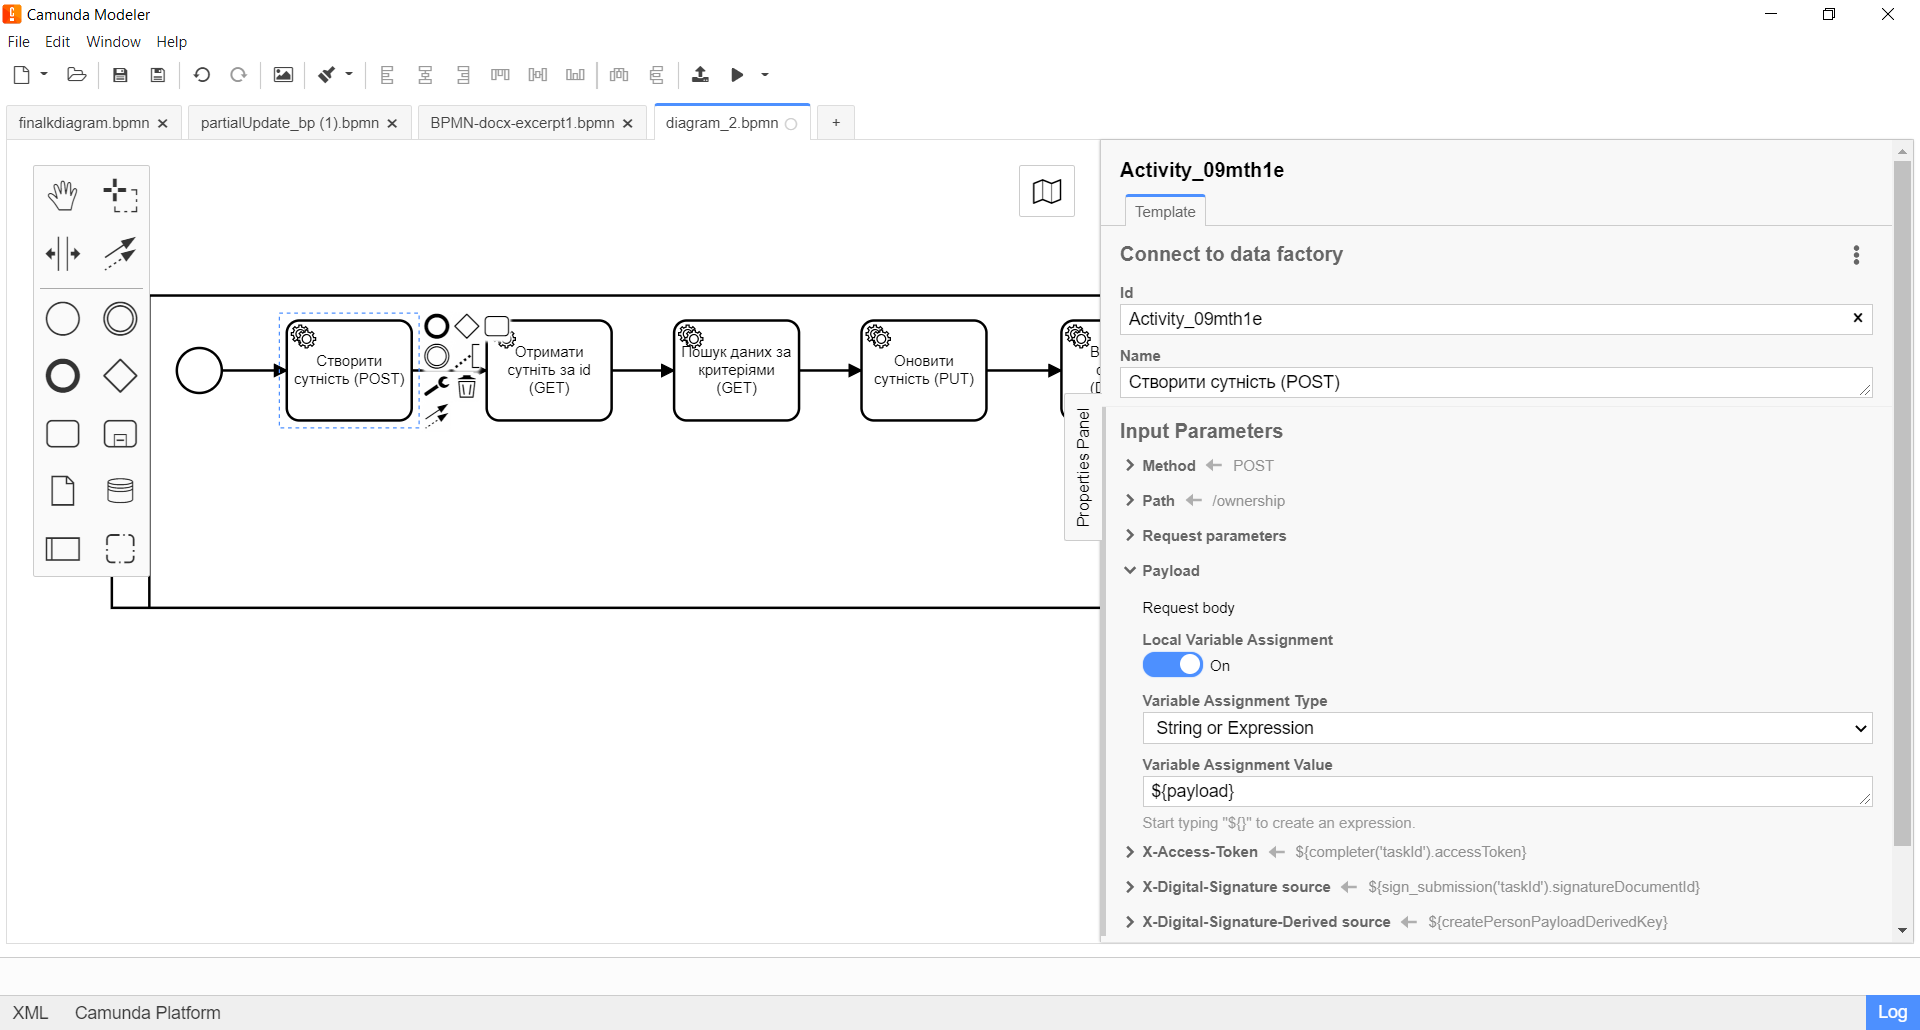 Camunda Modeler
File Edit Window Help
finalkdiagram.bpmn
partialUpdate_bp (1).bpmn
BPMN-docx-excerpt1.bpmn
diagram_2.bpmn
+
Створити
сутність (POST)
Отримати
сутніть за id
(GET)
Пошук даних за
критеріями
(GET)
Оновити
сутність (PUT)
Properties Panel
Activity_09mth1e
Template
Connect to data factory
Id
Activity_09mth1e
Name
Створити сутність (POST)
Input Parameters
Method POST
Path /ownership
Request parameters
Payload
Request body
Local Variable Assignment
On
Variable Assignment Type
String or Expression
Variable Assignment Value
${payload}
Start typing "${}" to create an expression.
X-Access-Token ${completer('taskId').accessToken}
X-Digital-Signature source ${sign_submission('taskId').signatureDocumentId}
X-Digital-Signature-Derived source ${createPersonPayloadDerivedKey}
XML Camunda Platform
Log